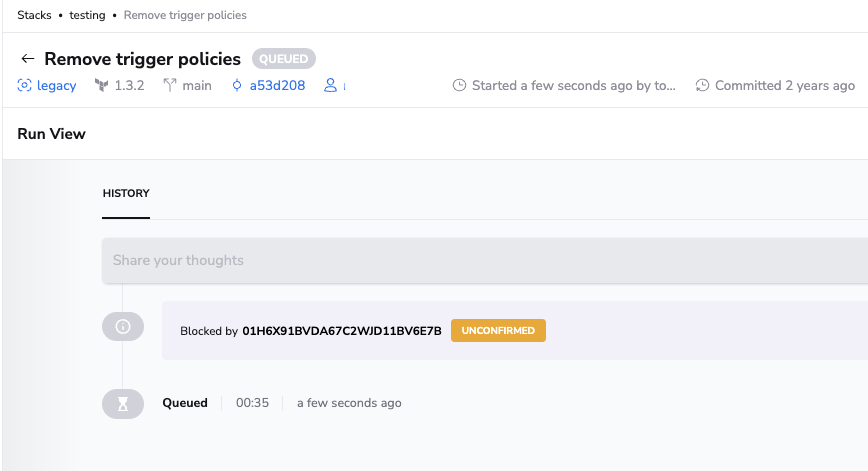 Stacks • testing • Remove trigger policies
Remove trigger policies QUEUED
legacy 1.3.2 main a53d208 Started a few seconds ago by to... Committed 2 years ago
Run View
HISTORY
Share your thoughts
Blocked by 01H6X91BVDA67C2WJD11BV6E7B UNCONFIRMED
Queued 00:35 a few seconds ago